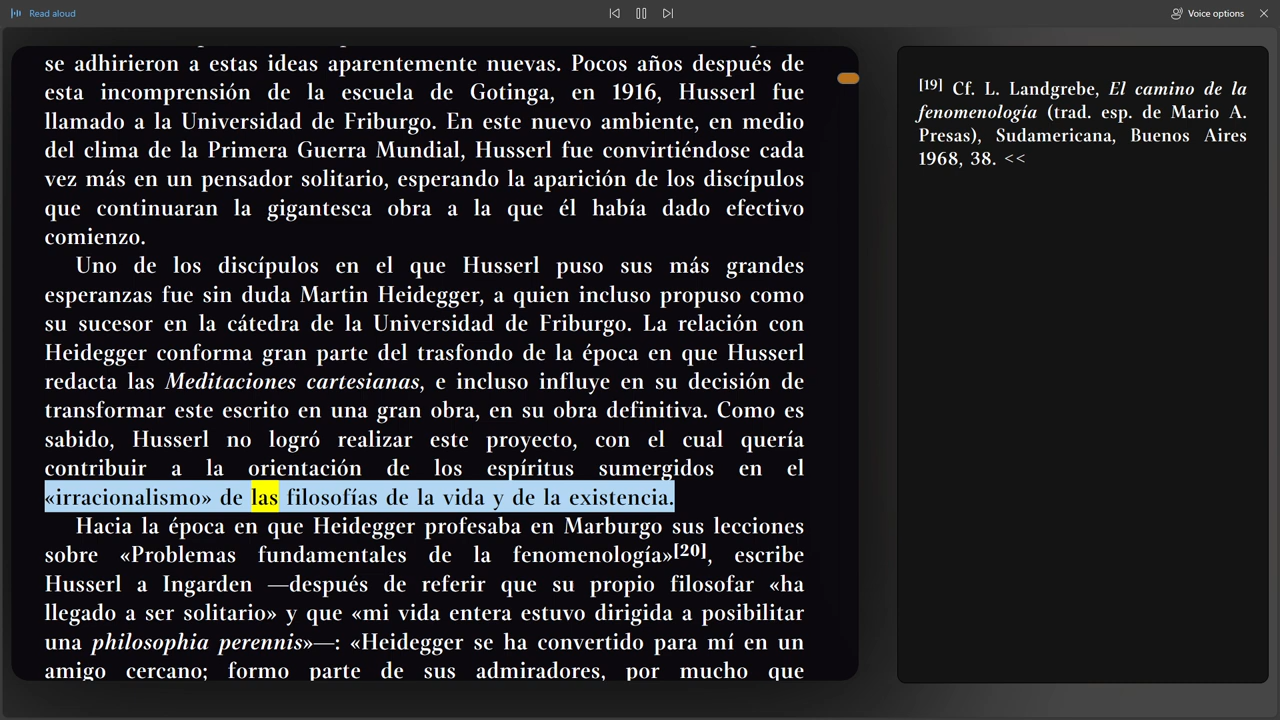 Read aloud
Voice options
se adhirieron a estas ideas aparentemente nuevas. Pocos años después de
esta incomprensión de la escuela de Gotinga, en 1916, Husserl fue
llamado a la Universidad de Friburgo. En este nuevo ambiente, en medio
del clima de la Primera Guerra Mundial, Husserl fue convirtiéndose cada
vez más en un pensador solitario, esperando la aparición de los discípulos
que continuaran la gigantesca obra a la que él había dado efectivo
comienzo.
Uno de los discípulos en el que Husserl puso sus más grandes
esperanzas fue sin duda Martin Heidegger, a quien incluso propuso como
su sucesor en la cátedra de la Universidad de Friburgo. La relación con
Heidegger conforma gran parte del trasfondo de la época en que Husserl
redacta las Meditaciones cartesianas, e incluso influye en su decisión de
transformar este escrito en una gran obra, en su obra definitiva. Como es
sabido, Husserl no logró realizar este proyecto, con el cual quería
contribuir a la orientación de los espíritus sumergidos en el
«irracionalismo» de las filosofías de la vida y de la existencia.
Hacia la época en que Heidegger profesaba en Marburgo sus lecciones
sobre «Problemas fundamentales de la fenomenología»[20], escribe
Husserl a Ingarden —después de referir que su propio filosofar «ha
llegado a ser solitario» y que «mi vida entera estuvo dirigida a posibilitar
una philosophia perennis»—: «Heidegger se ha convertido para mí en un
amigo cercano; formo parte de sus admiradores, por mucho que
[19] Cf. L. Landgrebe, El camino de la
fenomenología (trad. esp. de Mario A.
Presas), Sudamericana, Buenos Aires
1968, 38. <<